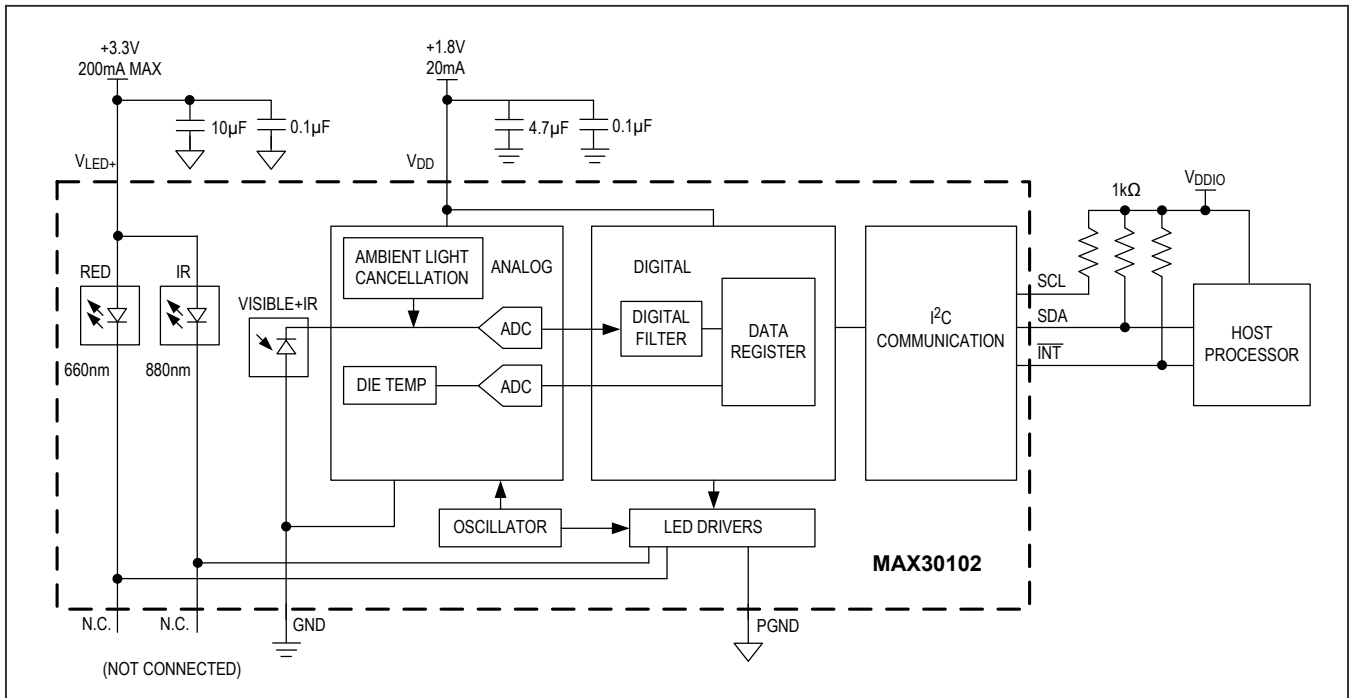 +3.3V
200mA MAX
+1.8V
20mA
10µF
0.1µF
4.7µF
0.1µF
VLED+
VDD
1kΩ
VDDIO
RED
IR
VISIBLE+IR
660nm
880nm
AMBIENT LIGHT
CANCELLATION
ANALOG
ADC
DIE TEMP
ADC
DIGITAL
DIGITAL
FILTER
DATA
REGISTER
I2C
COMMUNICATION
SCL
SDA
INT
HOST
PROCESSOR
OSCILLATOR
LED DRIVERS
MAX30102
N.C.
N.C.
GND
PGND
(NOT CONNECTED)